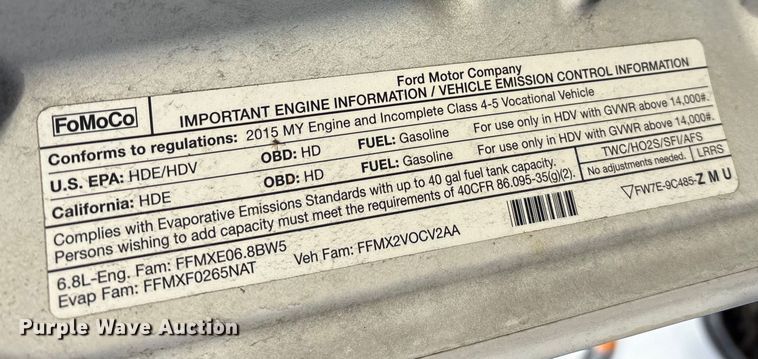 Ford Motor Company
FoMoCo
IMPORTANT ENGINE INFORMATION / VEHICLE EMISSION CONTROL INFORMATION
Conforms to regulations: 2015 MY Engine and Incomplete Class 4-5 Vocational Vehicle
U.S. EPA: HDE/HDV OBD: HD FUEL: Gasoline For use only in HDV with GVWR above 14,000#.
California: HDE OBD: HD FUEL: Gasoline For use only in HDV with GVWR above 14,000#.
Complies with Evaporative Emissions Standards with up to 40 gal fuel tank capacity.
Persons wishing to add capacity must meet the requirements of 40CFR 86.095-35(g)(2).
TWC/HO2S/SFI/AFS
No adjustments needed. LRRS
6.8L-Eng. Fam: FFMXE06.8BW5
Evap Fam: FFMXF0265NAT Veh Fam: FFMX2VOCV2AA
▽FW7E-9C485-Z M U
Purple Wave Auction